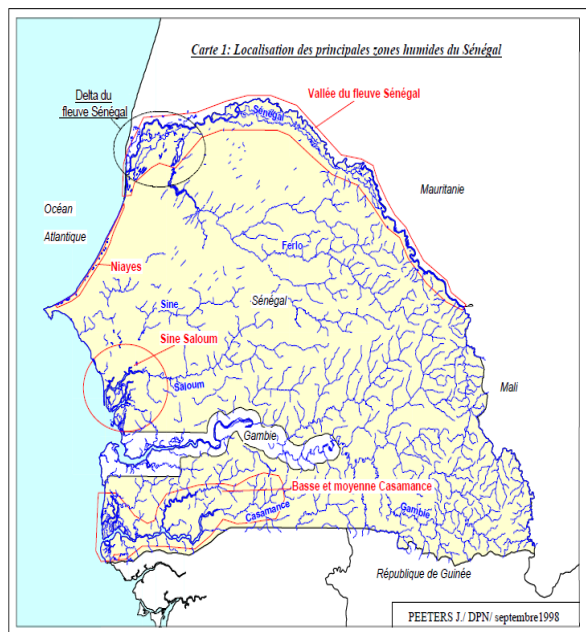 Carte 1: Localisation des principales zones humides du Sénégal
Delta du
fleuve Sénégal
Vallée du fleuve Sénégal
Sénégal
Mauritanie
Océan
Atlantique
Ferlo
Niayes
Sine
Sénégal
Sine Saloum
Saloum
Mali
Gambie
Basse et moyenne Casamance
Casamance
Gambie
République de Guinée
PEETERS J./ DPN/ septembre1998